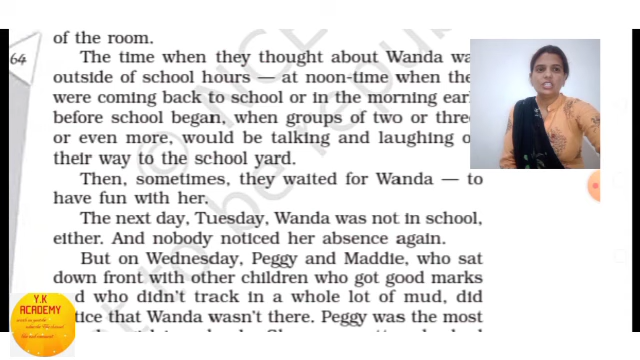 of the room.
64
The time when they thought about Wanda wa
outside of school hours — at noon-time when the
were coming back to school or in the morning earl
before school began, when groups of two or three
or even more, would be talking and laughing o
their way to the school yard.
Then, sometimes, they waited for Wanda — to
have fun with her.
The next day, Tuesday, Wanda was not in school,
either. And nobody noticed her absence again.
But on Wednesday, Peggy and Maddie, who sat
down front with other children who got good marks
d who didn't track in a whole lot of mud, did
tice that Wanda wasn't there. Peggy was the most
Y.K
ACADEMY